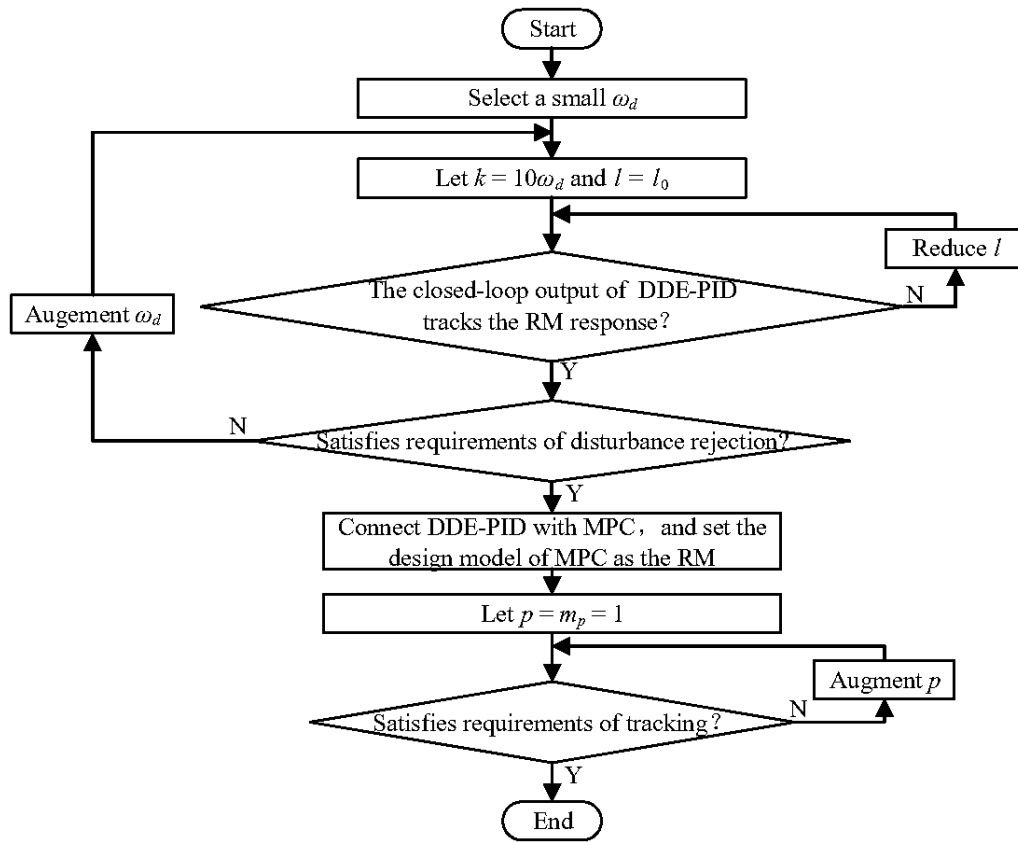 Start
Select a small ω_d
Let k = 10ω_d and l = l_0
Reduce l
The closed-loop output of DDE-PID
tracks the RM response?
N
Augement ω_d
Y
N
Satisfies requirements of disturbance rejection?
Y
Connect DDE-PID with MPC, and set the
design model of MPC as the RM
Let p = m_p = 1
Augment p
Satisfies requirements of tracking?
N
Y
End